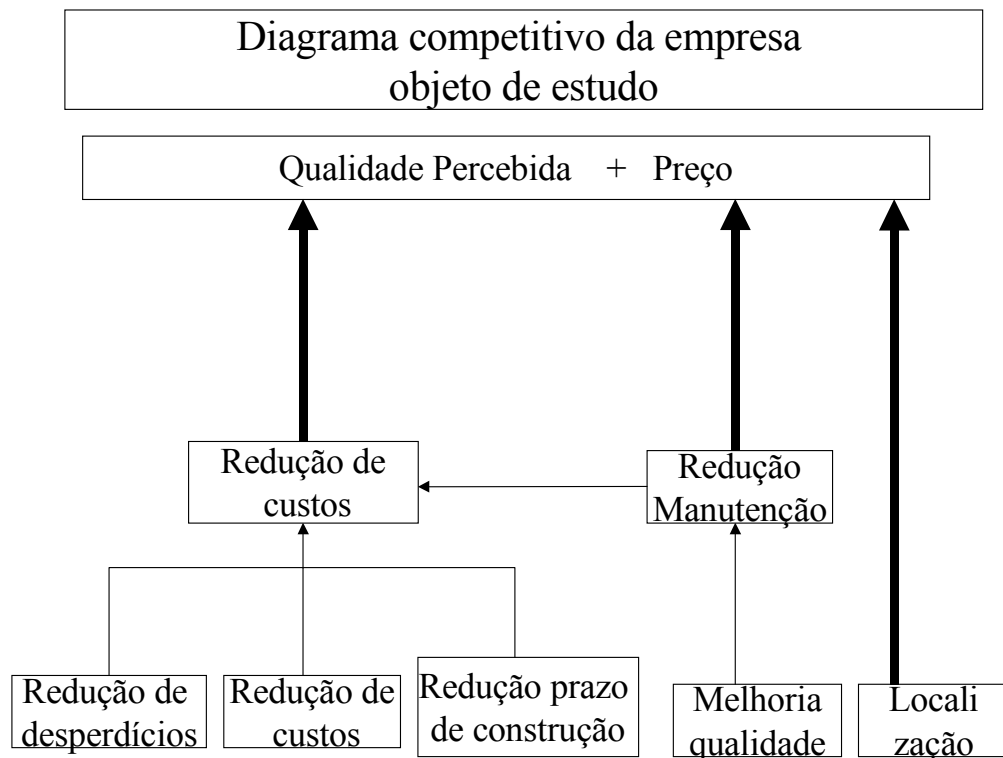 Diagrama competitivo da empresa
objeto de estudo
Qualidade Percebida + Preço
Redução de
custos
Redução
Manutenção
Redução de
desperdícios
Redução de
custos
Redução prazo
de construção
Melhoria
qualidade
Locali
zação